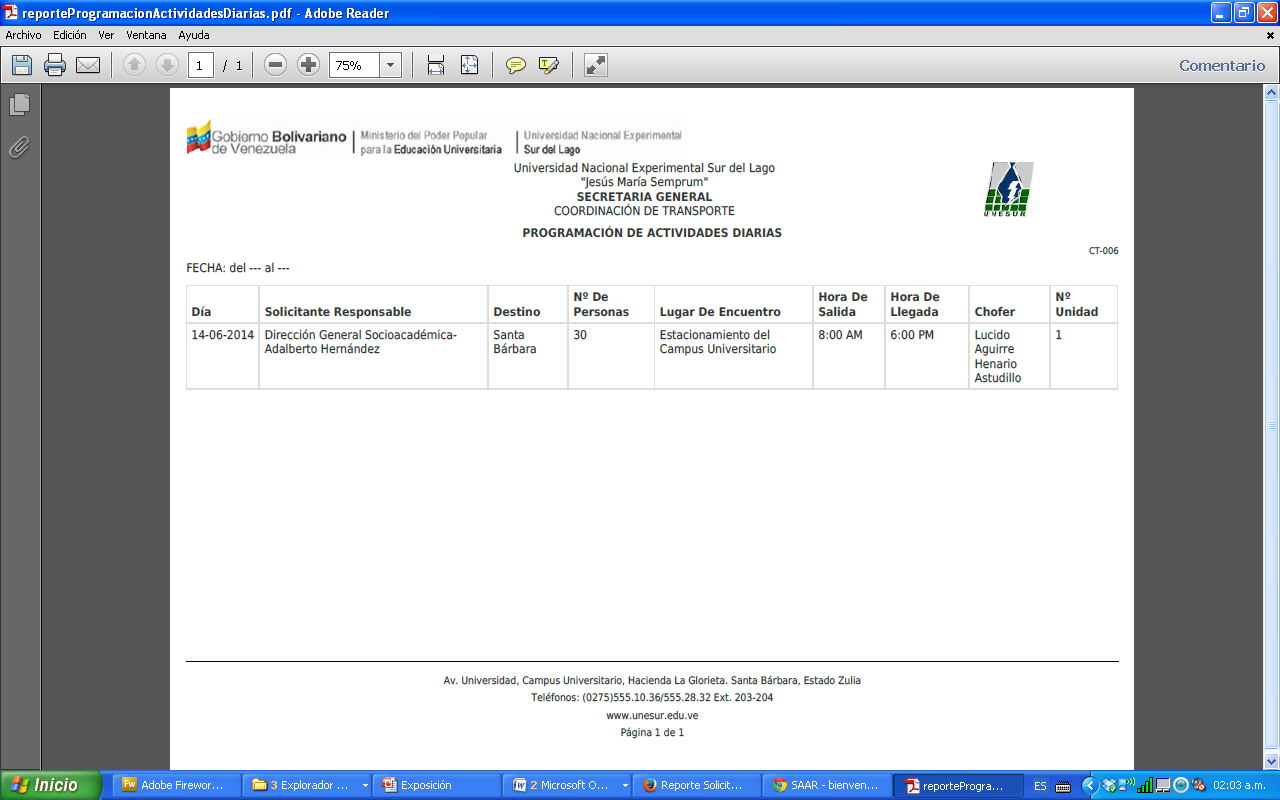 reporteProgramacionActividadesDiarias.pdf - Adobe Reader
Archivo Edición Ver Ventana Ayuda
1 / 1 75% Comentario
Gobierno Bolivariano de Venezuela
Ministerio del Poder Popular para la Educación Universitaria
Universidad Nacional Experimental Sur del Lago
Universidad Nacional Experimental Sur del Lago
"Jesús María Semprum"
SECRETARIA GENERAL
COORDINACIÓN DE TRANSPORTE
UNESUR
PROGRAMACIÓN DE ACTIVIDADES DIARIAS
CT-006
FECHA: del --- al ---
Día Solicitante Responsable Destino Nº De Personas Lugar De Encuentro Hora De Salida Hora De Llegada Chofer Nº Unidad
14-06-2014 Dirección General Socioacadémica- Adalberto Hernández Santa Bárbara 30 Estacionamiento del Campus Universitario 8:00 AM 6:00 PM Lucido Aguirre Henario Astudillo 1
Av. Universidad, Campus Universitario, Hacienda La Glorieta. Santa Bárbara, Estado Zulia
Teléfonos: (0275)555.10.36/555.28.32 Ext. 203-204
www.unesur.edu.ve
Página 1 de 1
Inicio Adobe Firewor... 3 Explorador ... Exposición 2 Microsoft O... Reporte Solicit... SAAR - bienven... reporteProgra... ES 02:03 a.m.